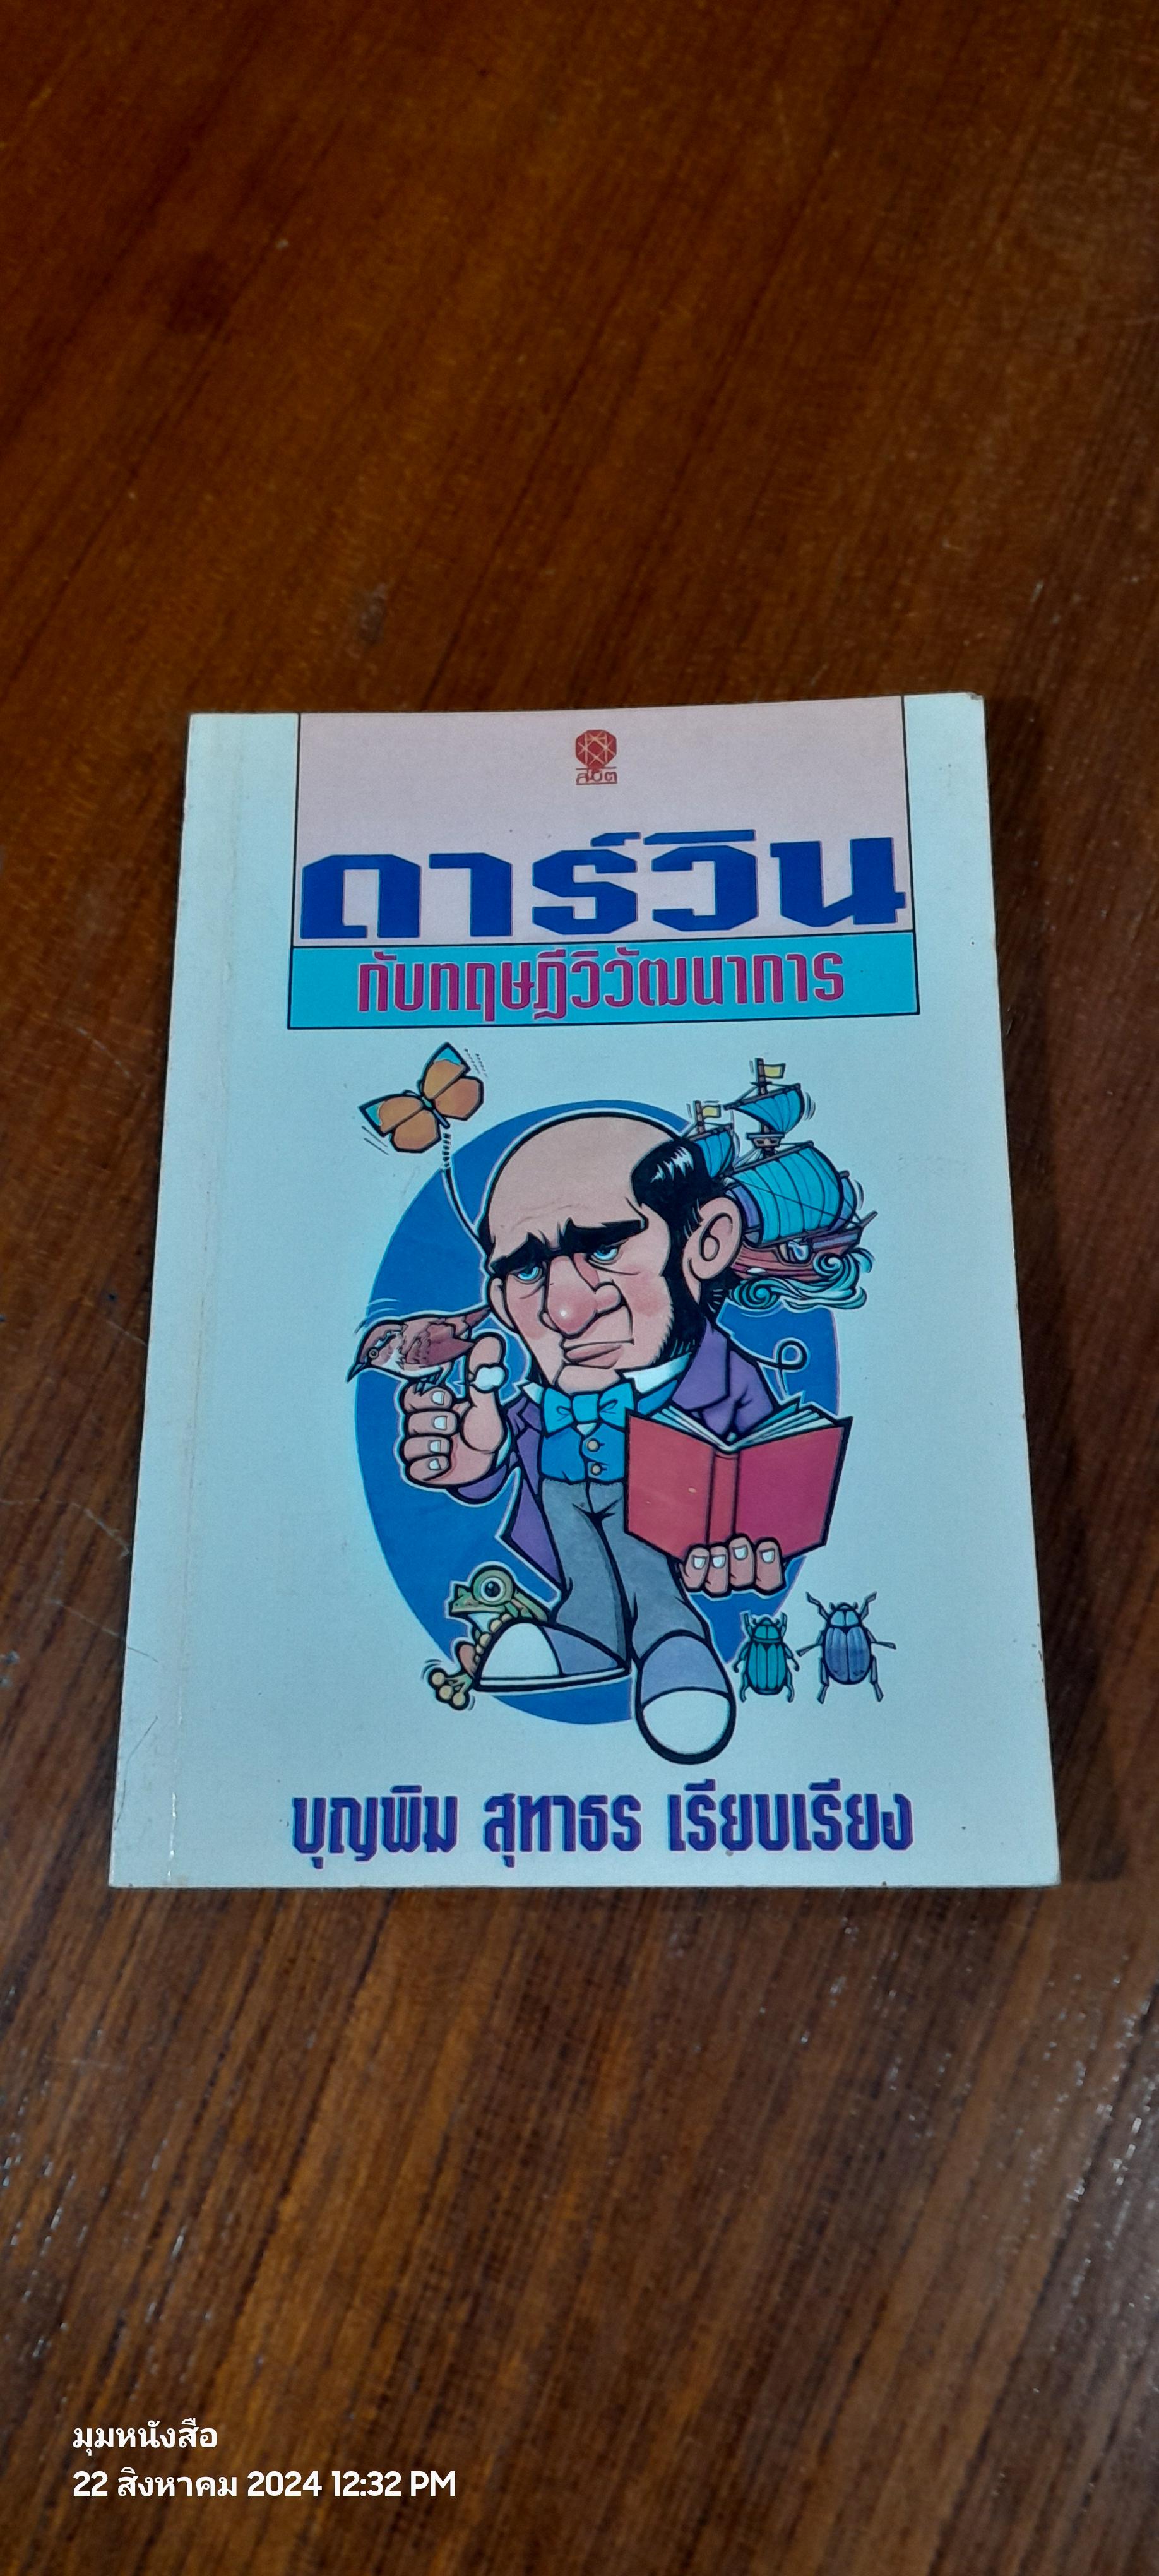 สุขิต
ดาร์วิน
กับทฤษฎีวิวัฒนาการ
บุญพิม สุทาธร เรียบเรียง
มุมหนังสือ
22 สิงหาคม 2024 12:32 PM